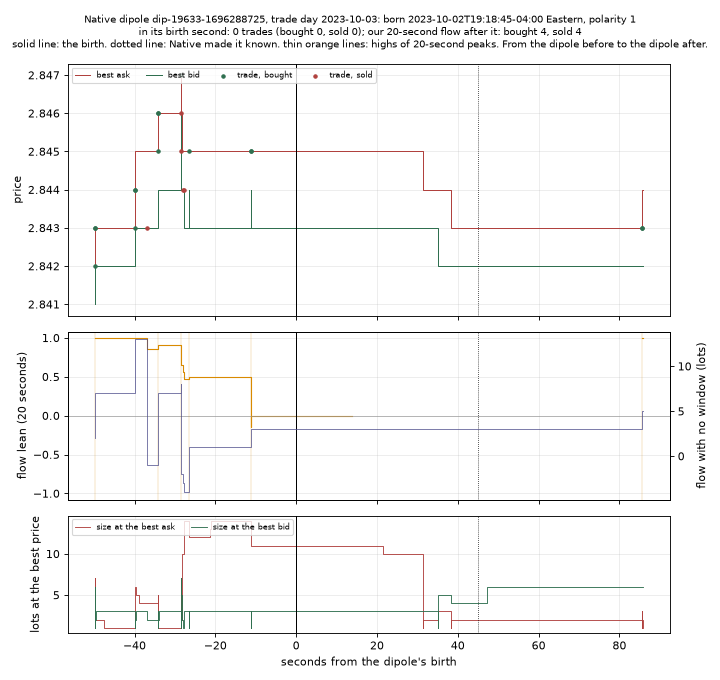 Native dipole dip-19633-1696288725, trade day 2023-10-03: born 2023-10-02T19:18:45-04:00 Eastern, polarity 1
in its birth second: 0 trades (bought 0, sold 0); our 20-second flow after it: bought 4, sold 4
solid line: the birth. dotted line: Native made it known. thin orange lines: highs of 20-second peaks. From the dipole before to the dipole after.
best ask
best bid
trade, bought
trade, sold
2.847
2.846
2.845
2.844
2.843
2.842
2.841
price
1.0
0.5
0.0
−0.5
−1.0
flow lean (20 seconds)
10
5
0
flow with no window (lots)
size at the best ask
size at the best bid
10
5
lots at the best price
−40
−20
0
20
40
60
80
seconds from the dipole's birth